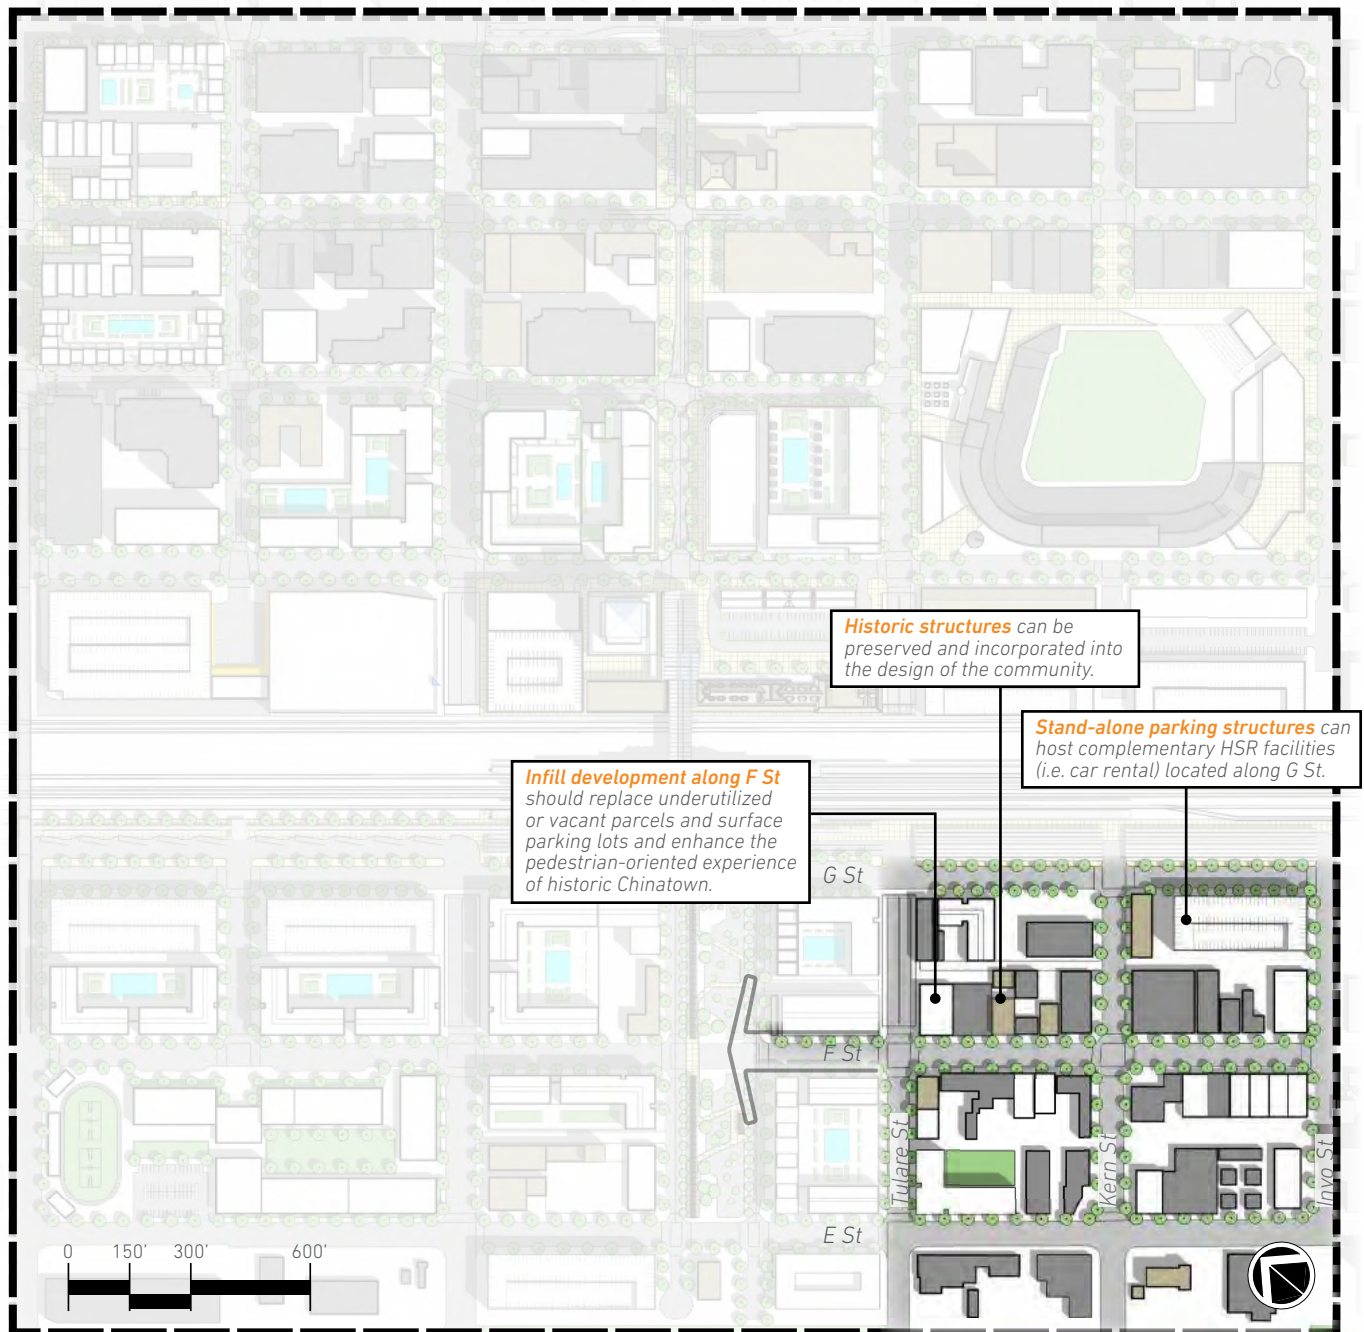 Historic structures can be
preserved and incorporated into
the design of the community.
Stand-alone parking structures can
host complementary HSR facilities
(i.e. car rental) located along G St.
Infill development along F St
should replace underutilized
or vacant parcels and surface
parking lots and enhance the
pedestrian-oriented experience
of historic Chinatown.
G St
F St
Tulare St
Kern St
Inyo St
E St
0 150' 300' 600'